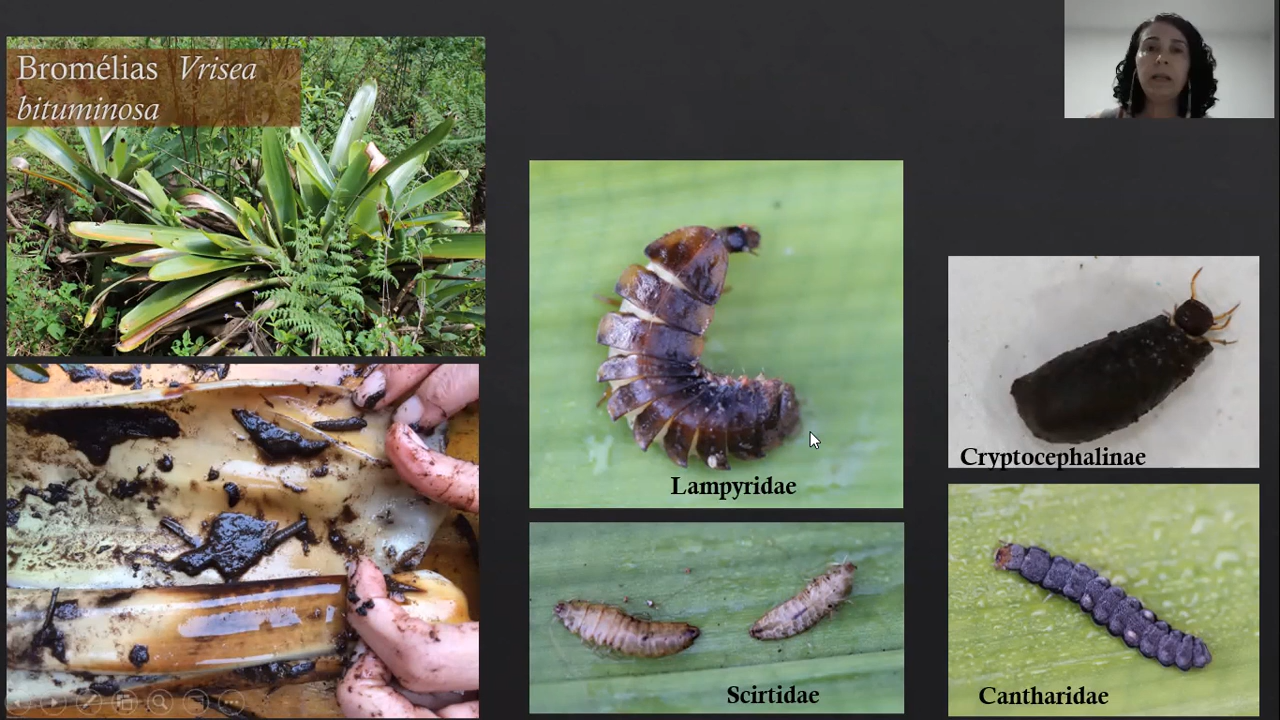 Bromélias Vrisea
bituminosa
Lampyridae
Cryptocephalinae
Scirtidae
Cantharidae